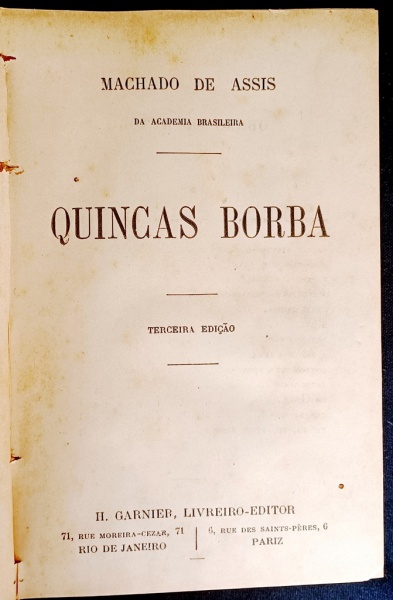 MACHADO DE ASSIS
DA ACADEMIA BRASILEIRA
QUINCAS BORBA
TERCEIRA EDIÇÃO
H. GARNIER, LIVREIRO-EDITOR
71, RUE MOREIRA-CEZAR, 71 | 6, RUE DES SAINTS-PÈRES, 6
RIO DE JANEIRO | PARIZ